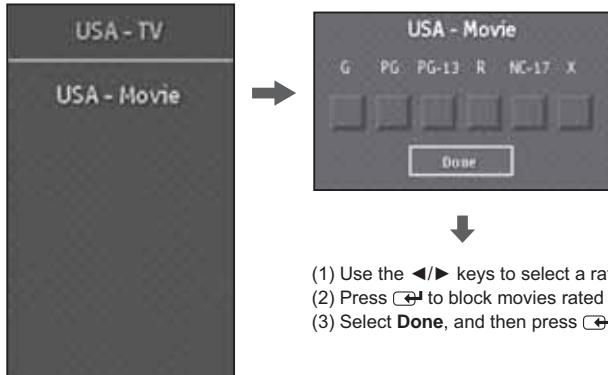 USA - TV
USA - Movie
USA - Movie
G PG PG-13 R NC-17 X
Done
(1) Use the ◄/► keys to select a
(2) Press to block movies rated
(3) Select Done, and then press